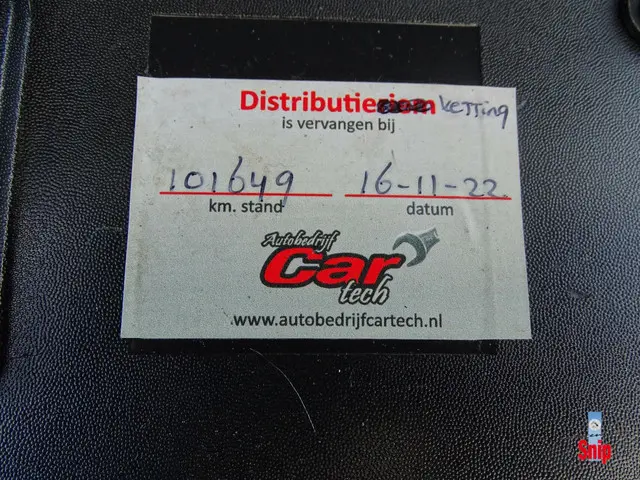 Distributieriem ketting
is vervangen bij
101649 16-11-22
km. stand datum
Autobedrijf
Car
tech
www.autobedrijfcartech.nl
Snip